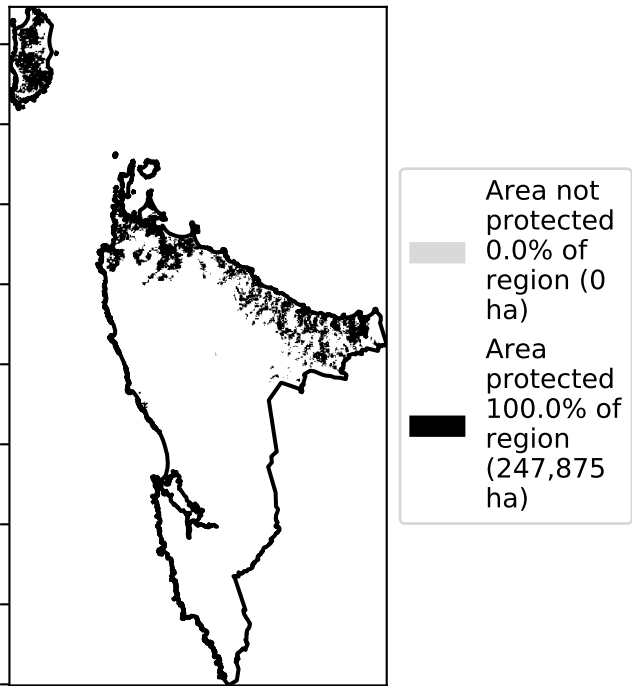 Area not
protected
0.0% of
region (0
ha)
Area
protected
100.0% of
region
(247,875
ha)